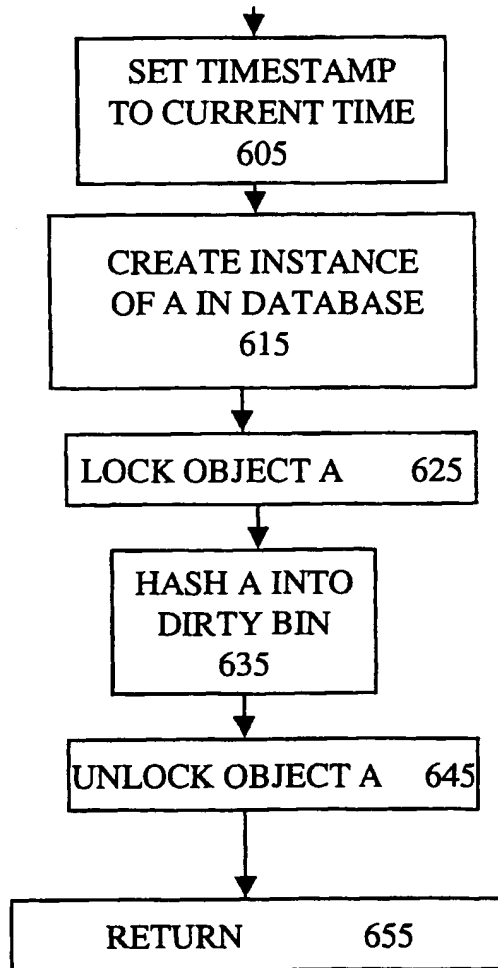 SET TIMESTAMP
TO CURRENT TIME
605
CREATE INSTANCE
OF A IN DATABASE
615
LOCK OBJECT A 625
HASH A INTO
DIRTY BIN
635
UNLOCK OBJECT A 645
RETURN 655